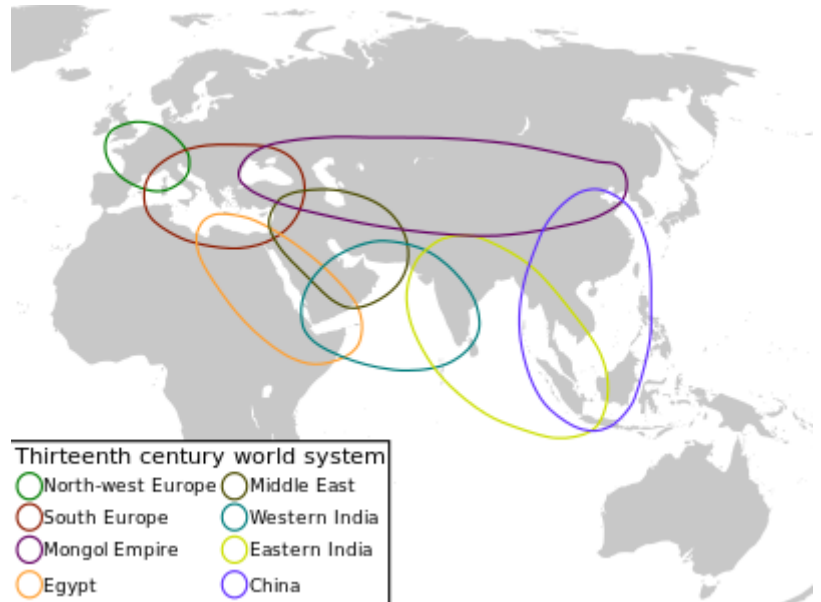 Thirteenth century world system
North-west Europe Middle East
South Europe Western India
Mongol Empire Eastern India
Egypt China